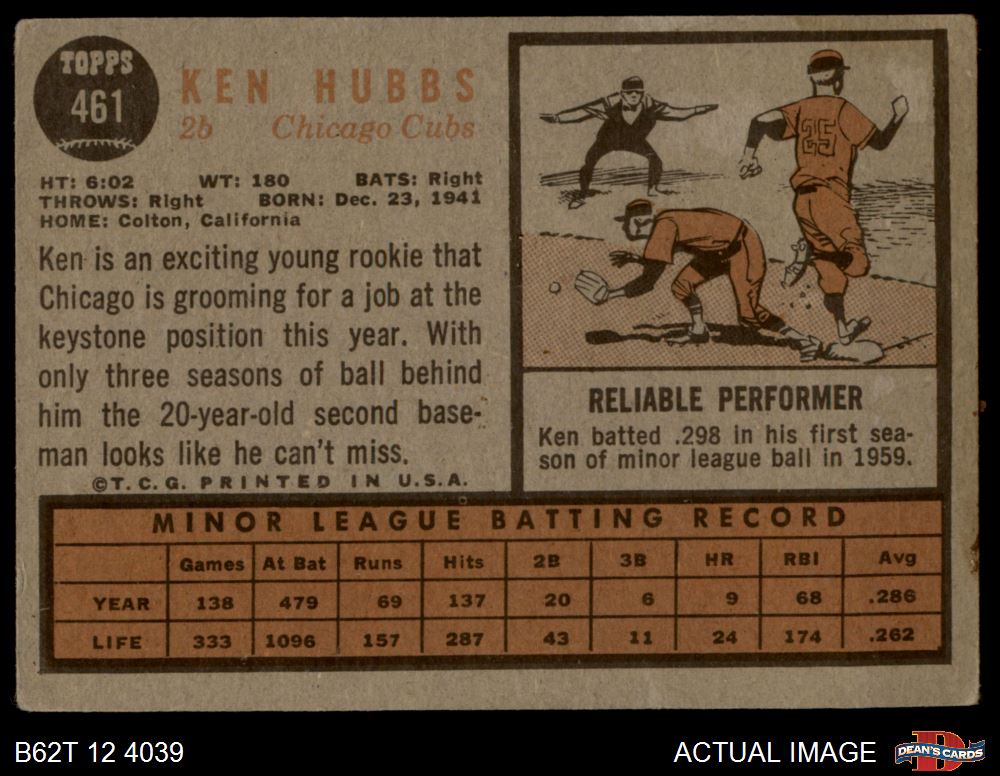 TOPPS
461
KEN HUBBS
2b Chicago Cubs
HT: 6:02 WT: 180 BATS: Right
THROWS: Right BORN: Dec. 23, 1941
HOME: Colton, California
Ken is an exciting young rookie that
Chicago is grooming for a job at the
keystone position this year. With
only three seasons of ball behind
him the 20-year-old second base-
man looks like he can't miss.
©T. C. G. PRINTED IN U.S.A.
25
RELIABLE PERFORMER
Ken batted .298 in his first sea-
son of minor league ball in 1959.
MINOR LEAGUE BATTING RECORD
Games At Bat Runs Hits 2B 3B HR RBI Avg
YEAR 138 479 69 137 20 6 9 68 .286
LIFE 333 1096 157 287 43 11 24 174 .262
B62T 12 4039
ACTUAL IMAGE
D
DEAN'S CARDS